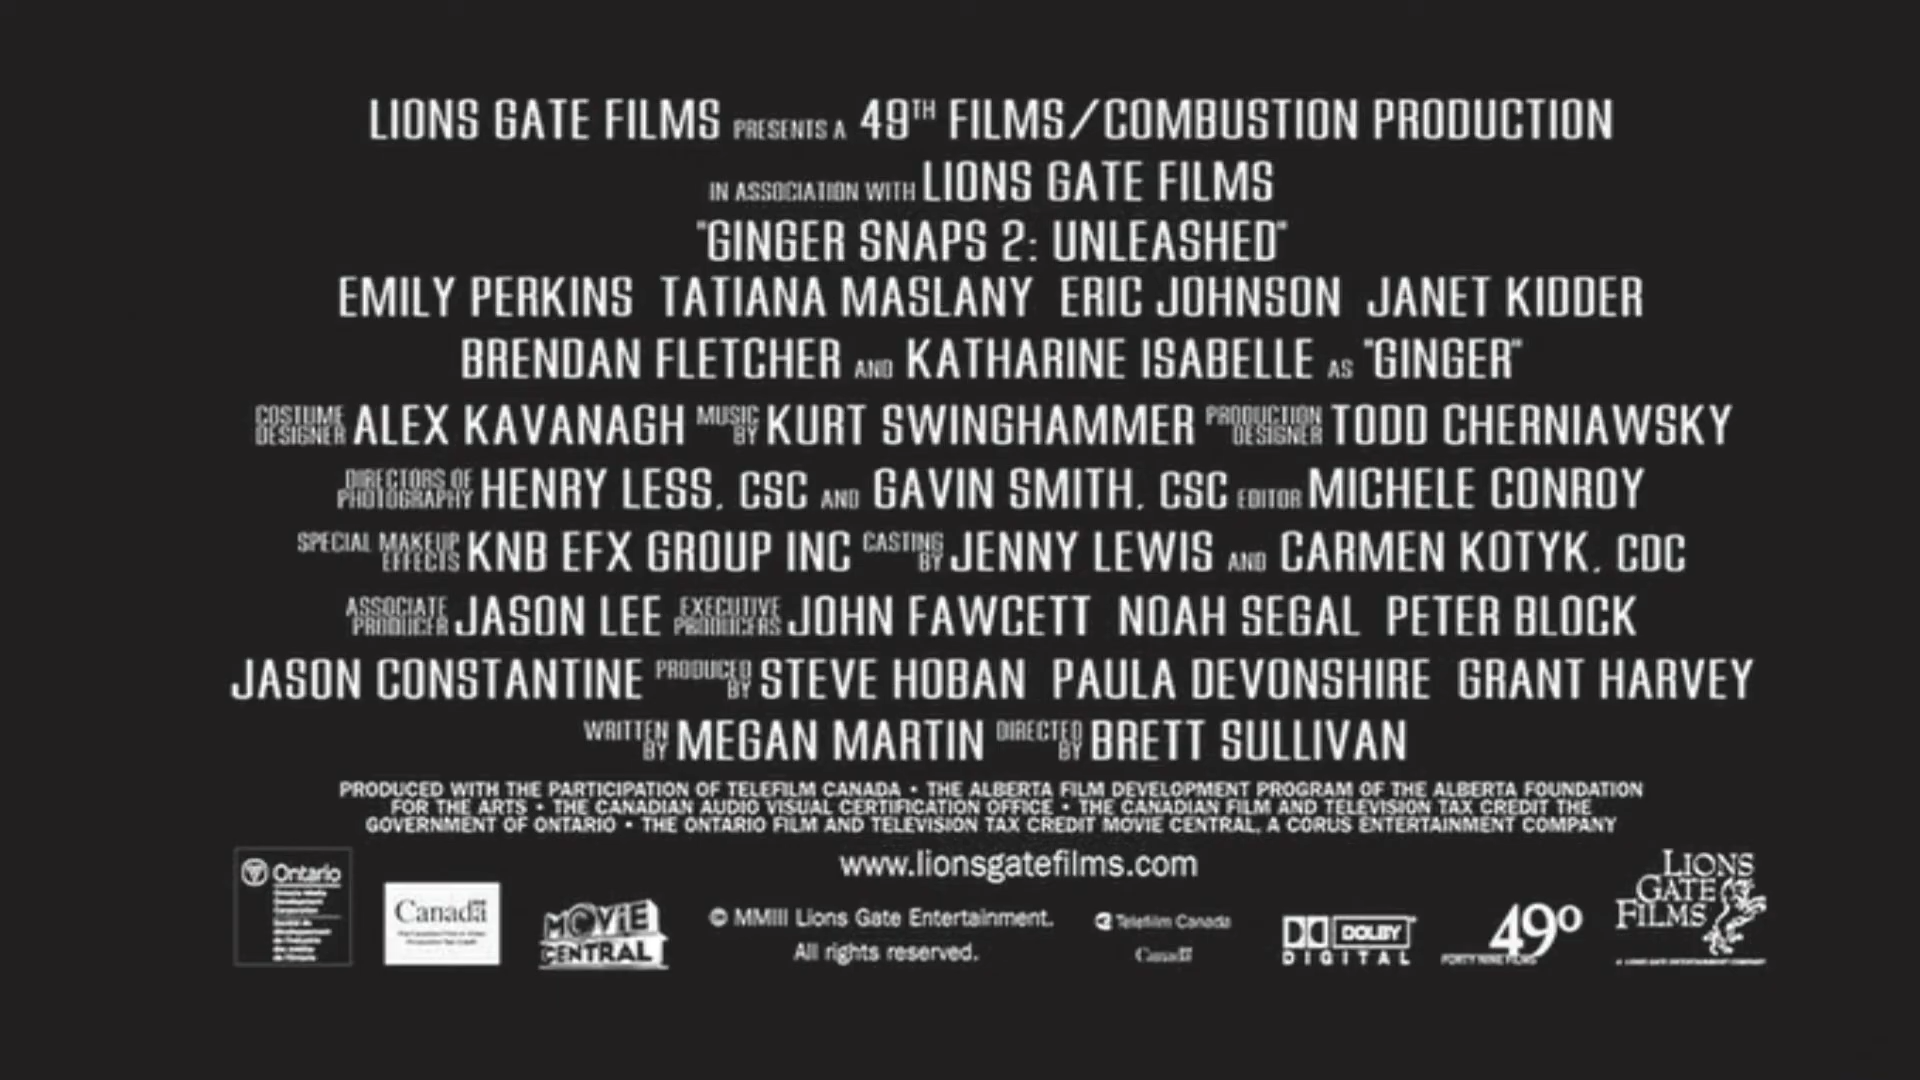 LIONS GATE FILMS PRESENTS A 49TH FILMS/COMBUSTION PRODUCTION
IN ASSOCIATION WITH LIONS GATE FILMS
"GINGER SNAPS 2: UNLEASHED"
EMILY PERKINS TATIANA MASLANY ERIC JOHNSON JANET KIDDER
BRENDAN FLETCHER AND KATHARINE ISABELLE AS "GINGER"
COSTUME DESIGNER ALEX KAVANAGH MUSIC BY KURT SWINGHAMMER PRODUCTION DESIGNER TODD CHERNIAWSKY
DIRECTORS OF PHOTOGRAPHY HENRY LESS, CSC AND GAVIN SMITH, CSC EDITOR MICHELE CONROY
SPECIAL MAKEUP EFFECTS KNB EFX GROUP INC CASTING BY JENNY LEWIS AND CARMEN KOTYK, CDC
ASSOCIATE PRODUCER JASON LEE EXECUTIVE PRODUCERS JOHN FAWCETT NOAH SEGAL PETER BLOCK
JASON CONSTANTINE PRODUCED BY STEVE HOBAN PAULA DEVONSHIRE GRANT HARVEY
WRITTEN BY MEGAN MARTIN DIRECTED BY BRETT SULLIVAN
PRODUCED WITH THE PARTICIPATION OF TELEFILM CANADA • THE ALBERTA FILM DEVELOPMENT PROGRAM OF THE ALBERTA FOUNDATION
FOR THE ARTS • THE CANADIAN AUDIO VISUAL CERTIFICATION OFFICE • THE CANADIAN FILM AND TELEVISION TAX CREDIT THE
GOVERNMENT OF ONTARIO • THE ONTARIO FILM AND TELEVISION TAX CREDIT MOVIE CENTRAL, A CORUS ENTERTAINMENT COMPANY
www.lionsgatefilms.com
Ontario
Canada
MOVIE
CENTRAL
© MMIII Lions Gate Entertainment.
All rights reserved.
Telefilm Canada
Canada
DOLBY
DIGITAL
49º
FORTY NINE FILMS
LIONS
GATE
FILMS
A LIONS GATE ENTERTAINMENT COMPANY